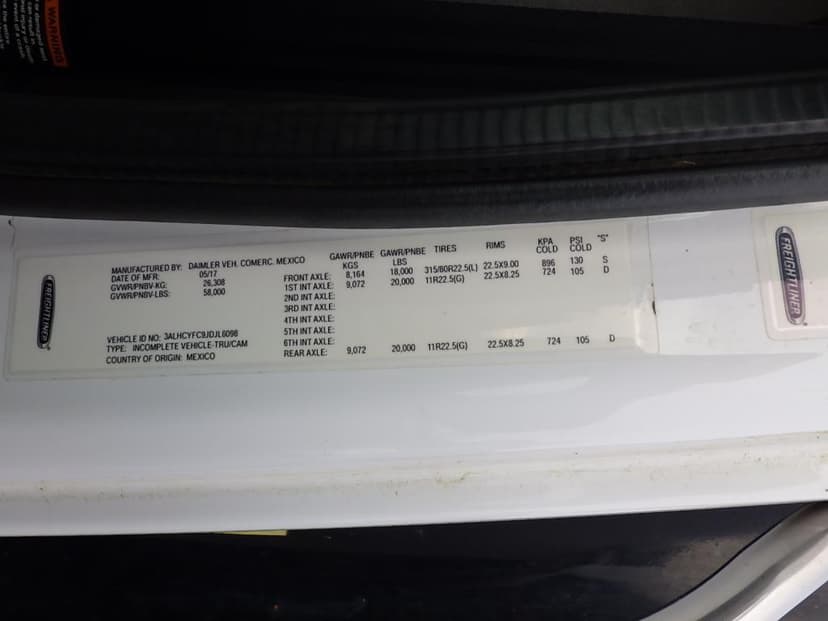 WARNING
FREIGHTLINER
MANUFACTURED BY: DAIMLER VEH. COMERC. MEXICO
DATE OF MFR: 05/17
GVWR/PNBV-KG: 26,308
GVWR/PNBV-LBS: 58,000
VEHICLE ID NO: 3ALHCYFC9JDJL6098
TYPE: INCOMPLETE VEHICLE-TRU/CAM
COUNTRY OF ORIGIN: MEXICO
GAWR/PNBE KGS GAWR/PNBE LBS TIRES RIMS KPA COLD PSI COLD "S"
FRONT AXLE: 8,164 18,000 315/80R22.5(L) 22.5X9.00 896 130 S
1ST INT AXLE: 9,072 20,000 11R22.5(G) 22.5X8.25 724 105 D
2ND INT AXLE:
3RD INT AXLE:
4TH INT AXLE:
5TH INT AXLE:
6TH INT AXLE:
REAR AXLE: 9,072 20,000 11R22.5(G) 22.5X8.25 724 105 D
FREIGHTLINER